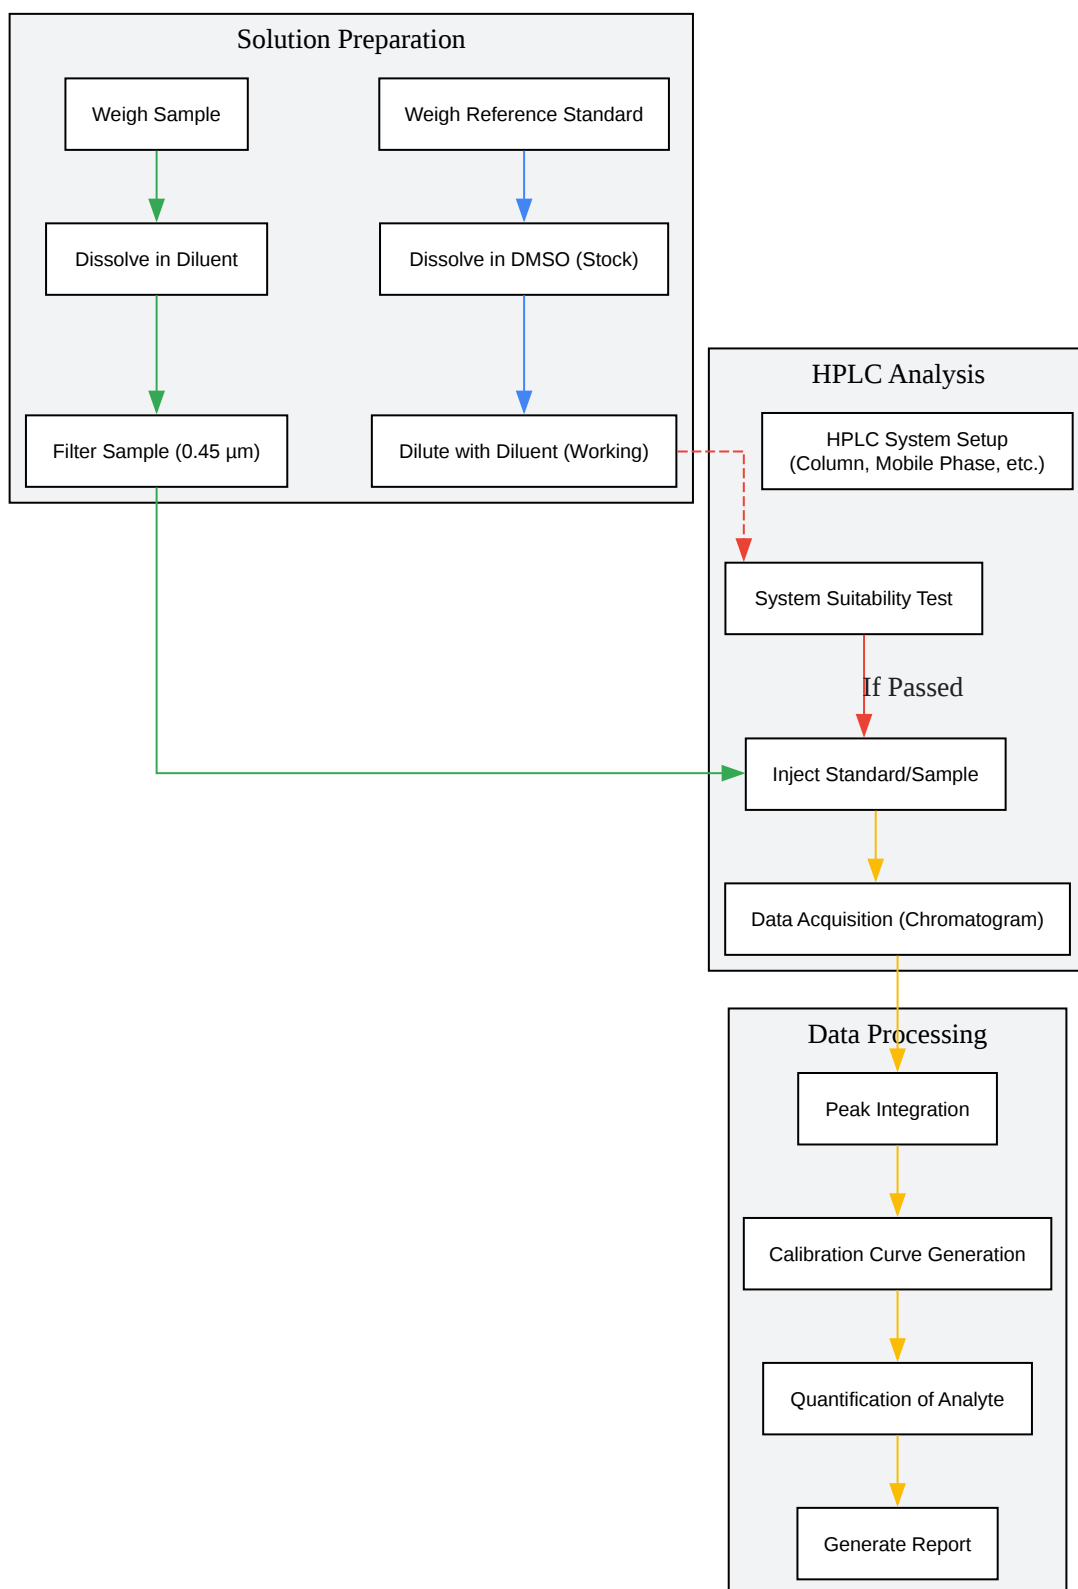 Solution Preparation
Weigh Sample
Weigh Reference Standard
Dissolve in Diluent
Dissolve in DMSO (Stock)
Filter Sample (0.45 µm)
Dilute with Diluent (Working)
HPLC Analysis
HPLC System Setup
(Column, Mobile Phase, etc.)
System Suitability Test
If Passed
Inject Standard/Sample
Data Acquisition (Chromatogram)
Data Processing
Peak Integration
Calibration Curve Generation
Quantification of Analyte
Generate Report